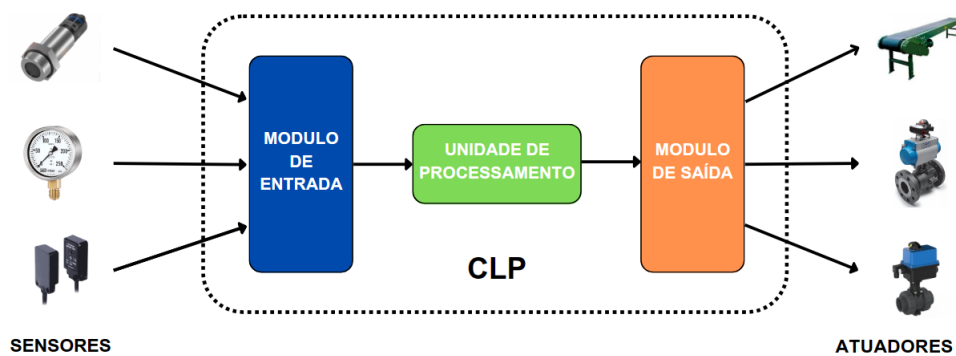 MODULO
DE
ENTRADA
UNIDADE DE
PROCESSAMENTO
MODULO
DE SAÍDA
CLP
SENSORES
ATUADORES